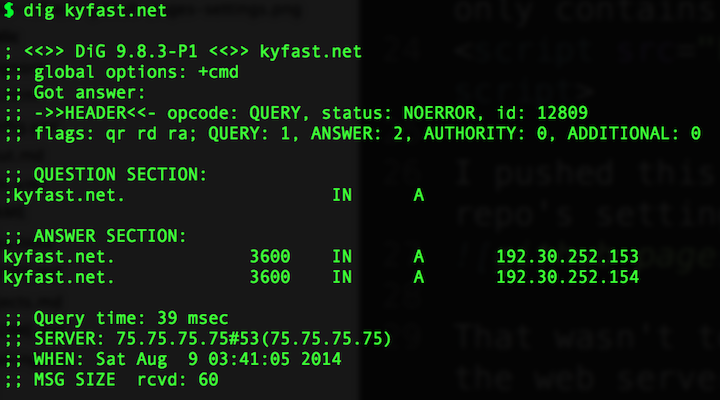 $ dig kyfast.net
; <<>> DiG 9.8.3-P1 <<>> kyfast.net
;; global options: +cmd
;; Got answer:
;; ->>HEADER<<- opcode: QUERY, status: NOERROR, id: 12809
;; flags: qr rd ra; QUERY: 1, ANSWER: 2, AUTHORITY: 0, ADDITIONAL: 0
;; QUESTION SECTION:
;kyfast.net. IN A
;; ANSWER SECTION:
kyfast.net. 3600 IN A 192.30.252.153
kyfast.net. 3600 IN A 192.30.252.154
;; Query time: 39 msec
;; SERVER: 75.75.75.75#53(75.75.75.75)
;; WHEN: Sat Aug 9 03:41:05 2014
;; MSG SIZE rcvd: 60
only contains
24 <script src="
script>
I pushed this
repo's settin
page
That wasn't t
the web serve